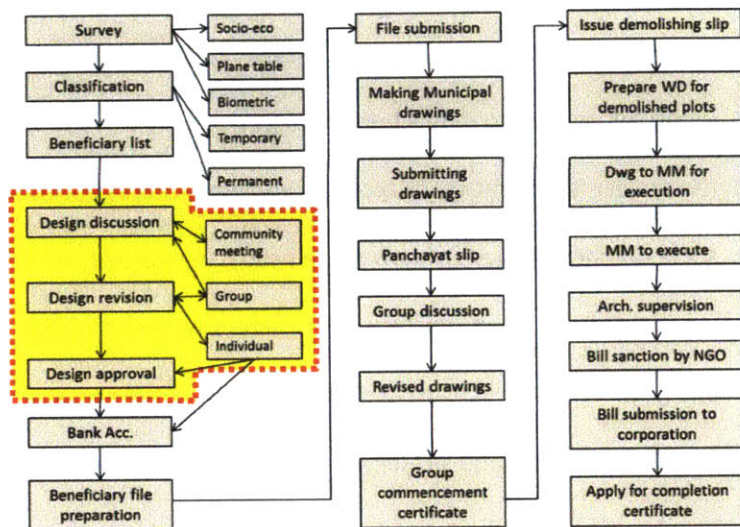 Survey
Socio-eco
Plane table
Biometric
Classification
Temporary
Permanent
Beneficiary list
Design discussion
Community
meeting
Design revision
Group
Individual
Design approval
Bank Acc.
Beneficiary file
preparation
File submission
Making Municipal
drawings
Submitting
drawings
Panchayat slip
Group discussion
Revised drawings
Group
commencement
certificate
Issue demolishing slip
Prepare WD for
demolished plots
Dwg to MM for
execution
MM to execute
Arch. supervision
Bill sanction by NGO
Bill submission to
corporation
Apply for completion
certificate